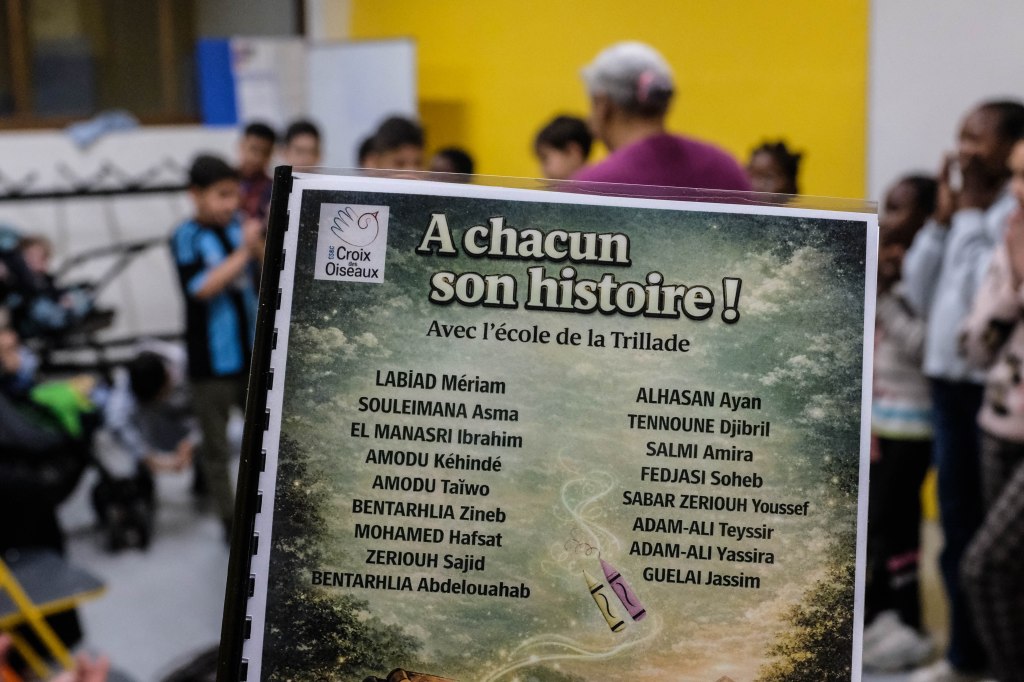 CSAC
Croix
des
Oiseaux
A chacun
son histoire !
Avec l'école de la Trillade
LABİAD Mériam
SOULEIMANA Asma
EL MANASRI Ibrahim
AMODU Kéhindé
AMODU Taïwo
BENTARHLIA Zineb
MOHAMED Hafsat
ZERIOUH Sajid
BENTARHLIA Abdelouahab
ALHASAN Ayan
TENNOUNE Djibril
SALMI Amira
FEDJASI Soheb
SABAR ZERIOUH Youssef
ADAM-ALI Teyssir
ADAM-ALI Yassira
GUELAI Jassim